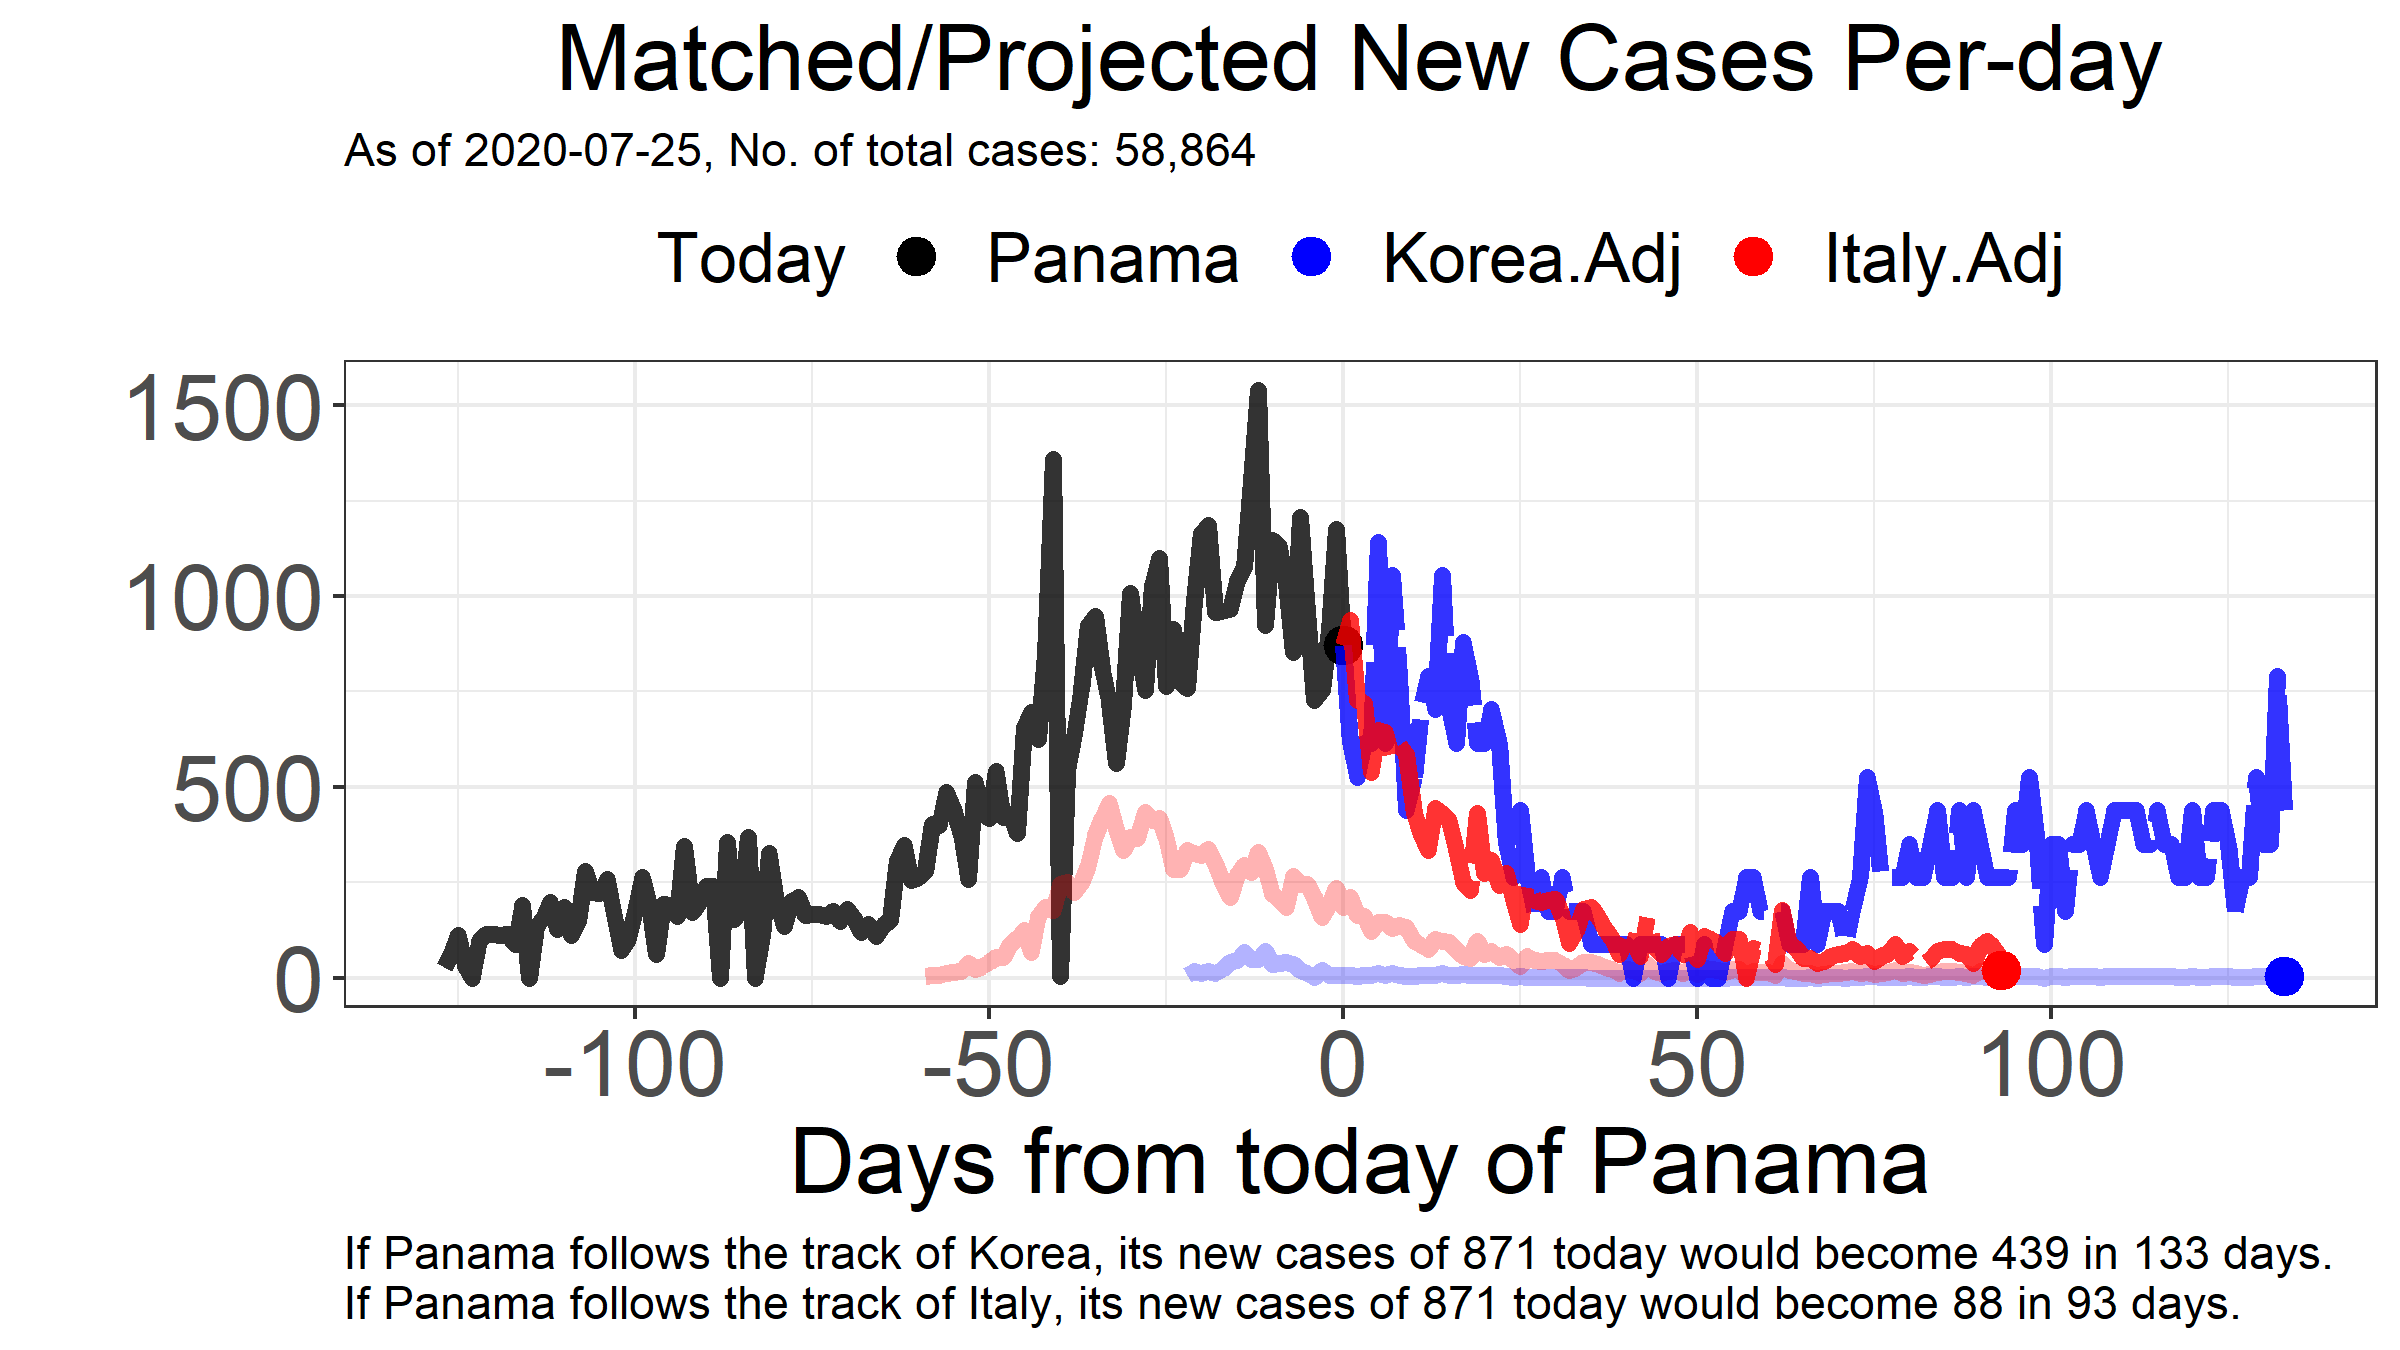 Matched/Projected New Cases Per-day
As of 2020-07-25, No. of total cases: 58,864
Today Panama Korea.Adj Italy.Adj
1500
1000
500
0
-100 -50 0 50 100
Days from today of Panama
If Panama follows the track of Korea, its new cases of 871 today would become 439 in 133 days.
If Panama follows the track of Italy, its new cases of 871 today would become 88 in 93 days.